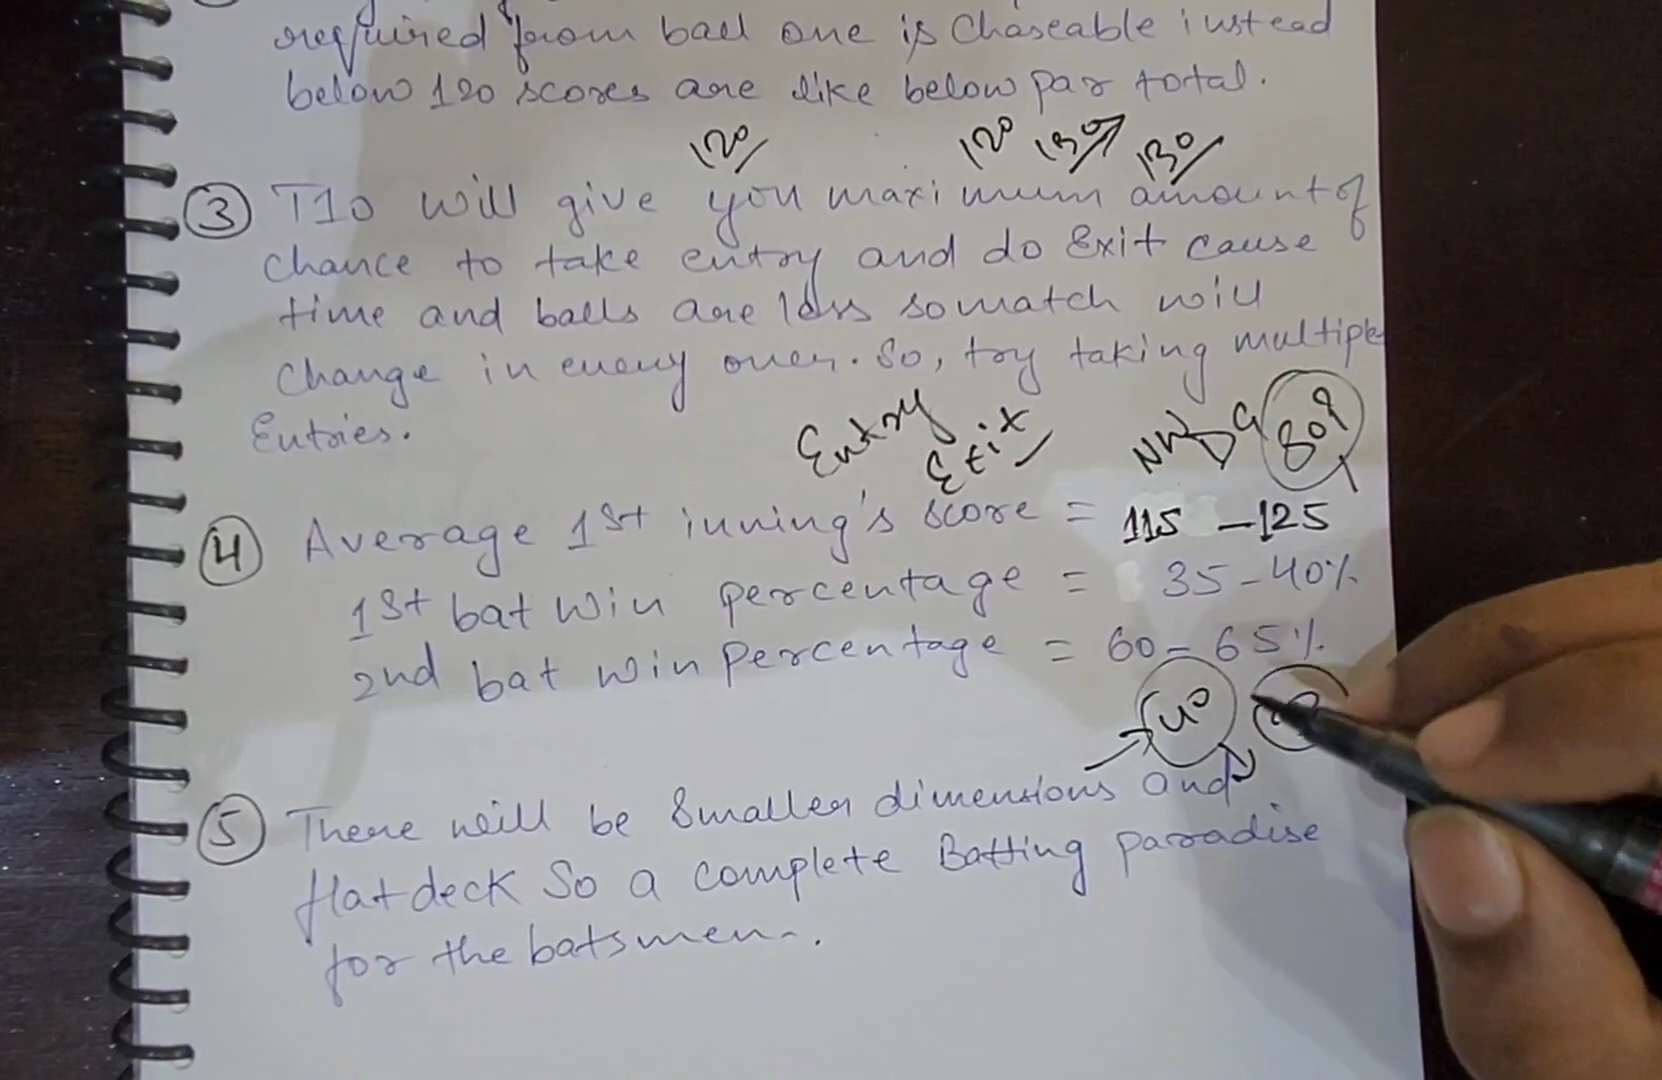 required from ball one is Chaseable instead
below 120 scores are like below par total.
120 120 130 130
3 T10 will give you maximum amount of
chance to take entry and do Exit cause
time and balls are less so match will
change in every over. So, try taking multiple
Entries.
Entry
Exit
4 Average 1st inning's score = 115 - 125
1st bat win percentage = 35-40%
2nd bat win percentage = 60-65%.
40
5 There will be Smaller dimensions and
flat deck So a complete Batting paradise
for the batsmen.